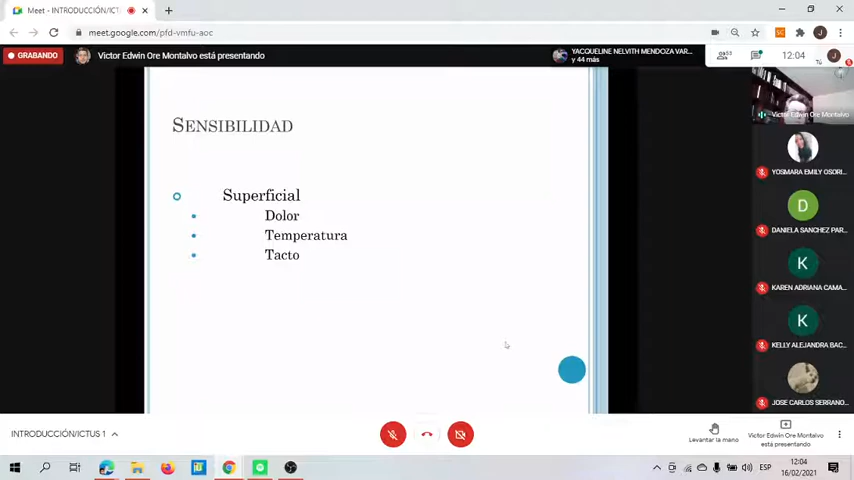 Meet - INTRODUCCIÓN/ICT
meet.google.com/pfd-vmfu-aoc
GRABANDO
Victor Edwin Ore Montalvo está presentando
YACQUELINE NELVITH MENDOZA VAR...
y 44 más
53
12:04
Tú
J
SENSIBILIDAD
Superficial
Dolor
Temperatura
Tacto
Victor Edwin Ore Montalvo
YOSMARA EMILY OSORI...
D
DANIELA SANCHEZ PAR...
K
KAREN ADRIANA CAMA...
K
KELLY ALEJANDRA BAC...
JOSE CARLOS SERRANO...
INTRODUCCIÓN/ICTUS 1
Levantar la mano
Victor Edwin Ore Montalvo
está presentando
ESP
12:04
16/02/2021